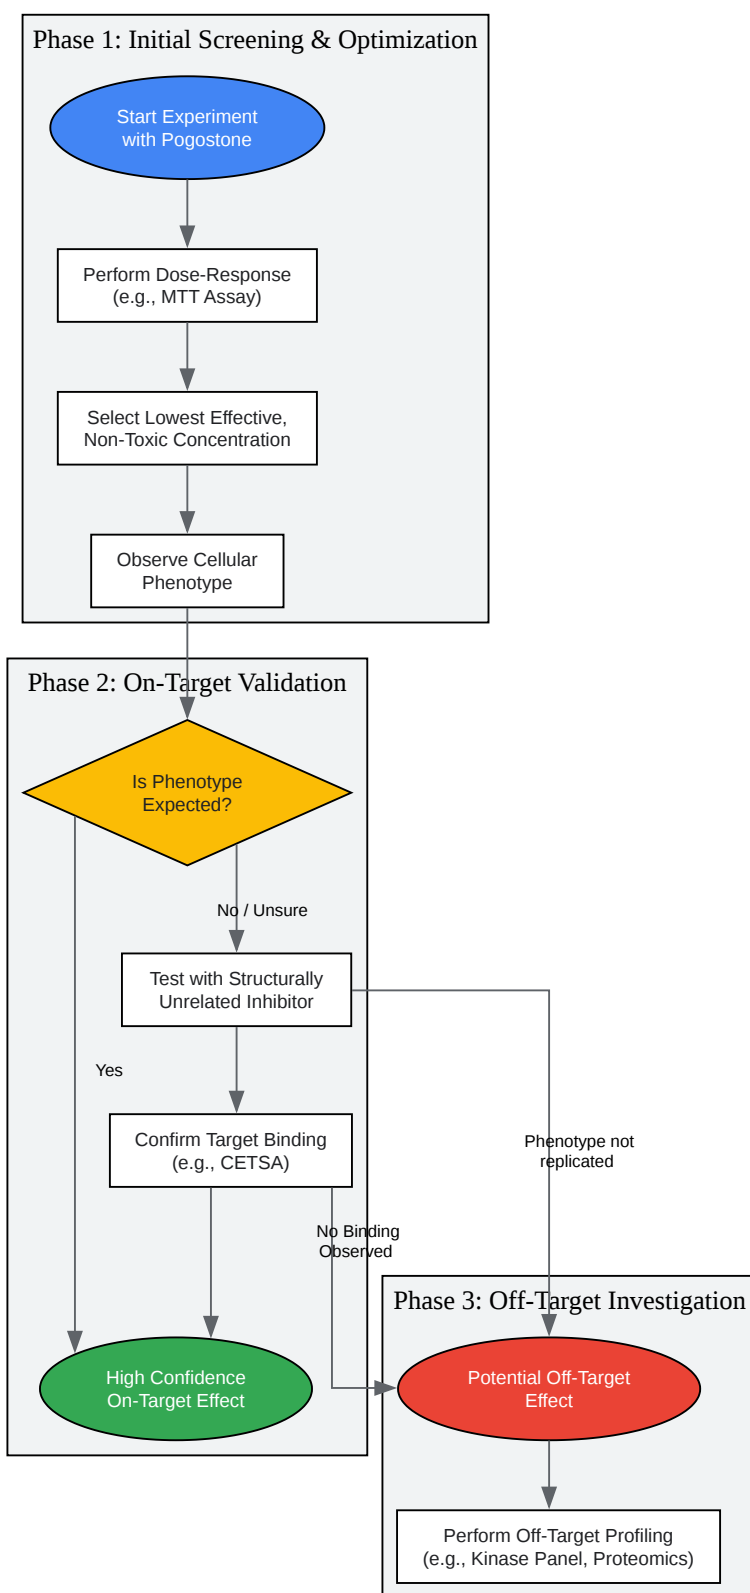 Phase 1: Initial Screening & Optimization
Start Experiment
with Pogostone
Perform Dose-Response
(e.g., MTT Assay)
Select Lowest Effective,
Non-Toxic Concentration
Observe Cellular
Phenotype
Phase 2: On-Target Validation
Is Phenotype
Expected?
No / Unsure
Test with Structurally
Unrelated Inhibitor
Yes
Confirm Target Binding
(e.g., CETSA)
Phenotype not
replicated
No Binding
Observed
Phase 3: Off-Target Investigation
High Confidence
On-Target Effect
Potential Off-Target
Effect
Perform Off-Target Profiling
(e.g., Kinase Panel, Proteomics)